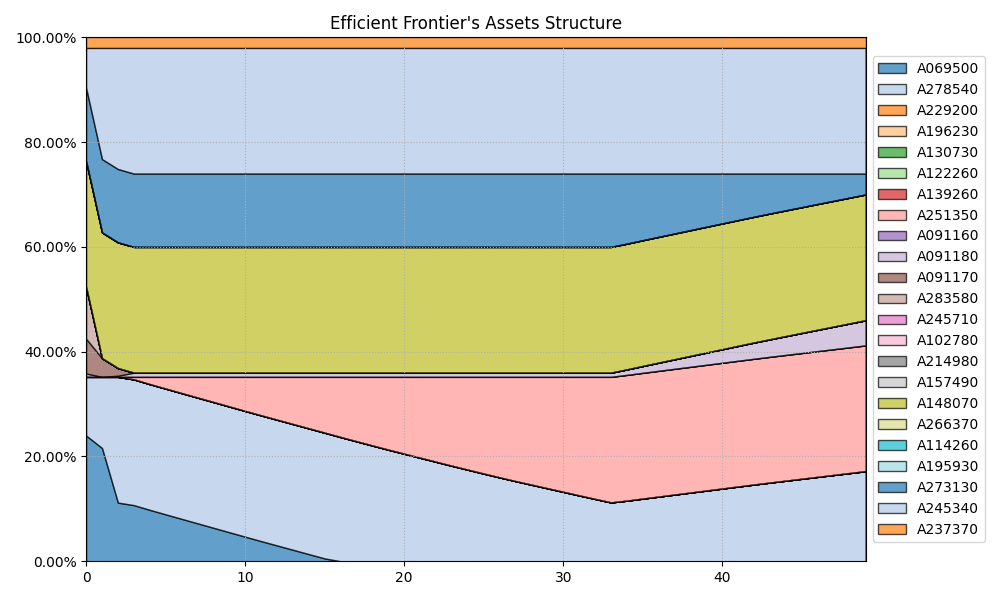 Efficient Frontier's Assets Structure
100.00%
80.00%
60.00%
40.00%
20.00%
0.00%
0 10 20 30 40
A069500
A278540
A229200
A196230
A130730
A122260
A139260
A251350
A091160
A091180
A091170
A283580
A245710
A102780
A214980
A157490
A148070
A266370
A114260
A195930
A273130
A245340
A237370